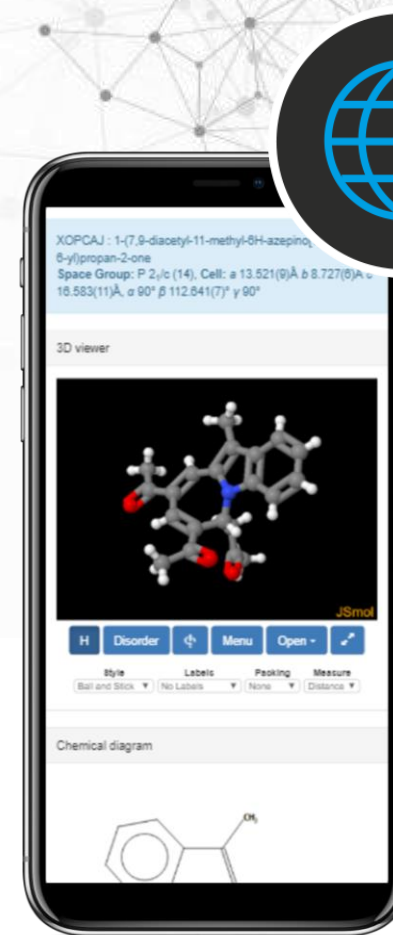 XOPCAJ : 1-(7,9-diacetyl-11-methyl-6H-azepino[
6-yl)propan-2-one
Space Group: P 2₁/c (14), Cell: a 13.521(9)Å b 8.727(6)Å c
16.583(11)Å, α 90° β 112.641(7)° γ 90°
3D viewer
JSmol
H Disorder Menu Open
Style Labels Packing Measure
Ball and Stick No Labels None Distance
Chemical diagram
CH₃